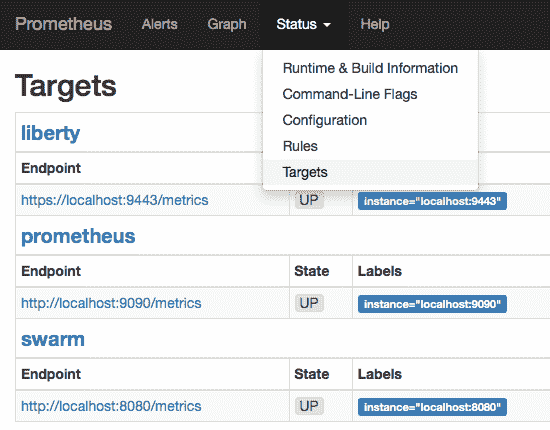 Prometheus Alerts Graph Status Help
Runtime & Build Information
Command-Line Flags
Configuration
Rules
Targets
Targets
liberty
Endpoint
https://localhost:9443/metrics UP instance="localhost:9443"
prometheus
Endpoint State Labels
http://localhost:9090/metrics UP instance="localhost:9090"
swarm
Endpoint State Labels
http://localhost:8080/metrics UP instance="localhost:8080"